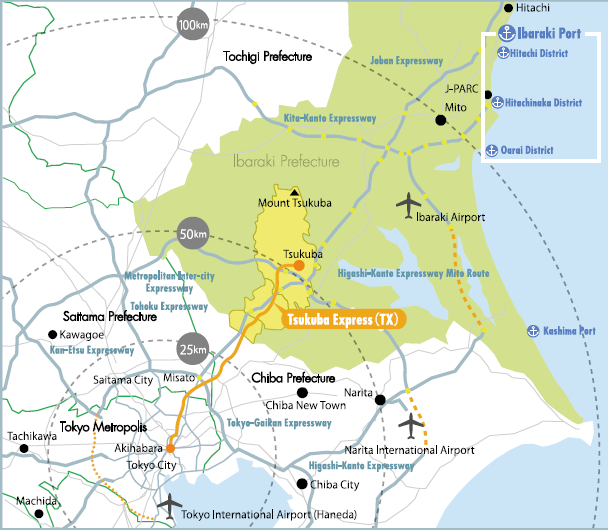 Hitachi
100km
Ibaraki Port
Hitachi District
Tochigi Prefecture
Joban Expressway
J-PARC
Hitachinaka District
Mito
Kita-Kanto Expressway
Oarai District
Ibaraki Prefecture
Mount Tsukuba
Ibaraki Airport
50km
Tsukuba
Metropolitan Inter-city
Expressway
Higashi-Kanto Expressway Mito Route
Tohoku Expressway
Saitama Prefecture
Tsukuba Express (TX)
Kashima Port
Kawagoe
Kan-Etsu Expressway
25km
Saitama City
Misato
Chiba Prefecture
Chiba New Town
Narita
Tokyo Metropolis
Tokyo-Gaikan Expressway
Tachikawa
Akihabara
Narita International Airport
Tokyo City
Higashi-Kanto Expressway
Chiba City
Machida
Tokyo International Airport (Haneda)